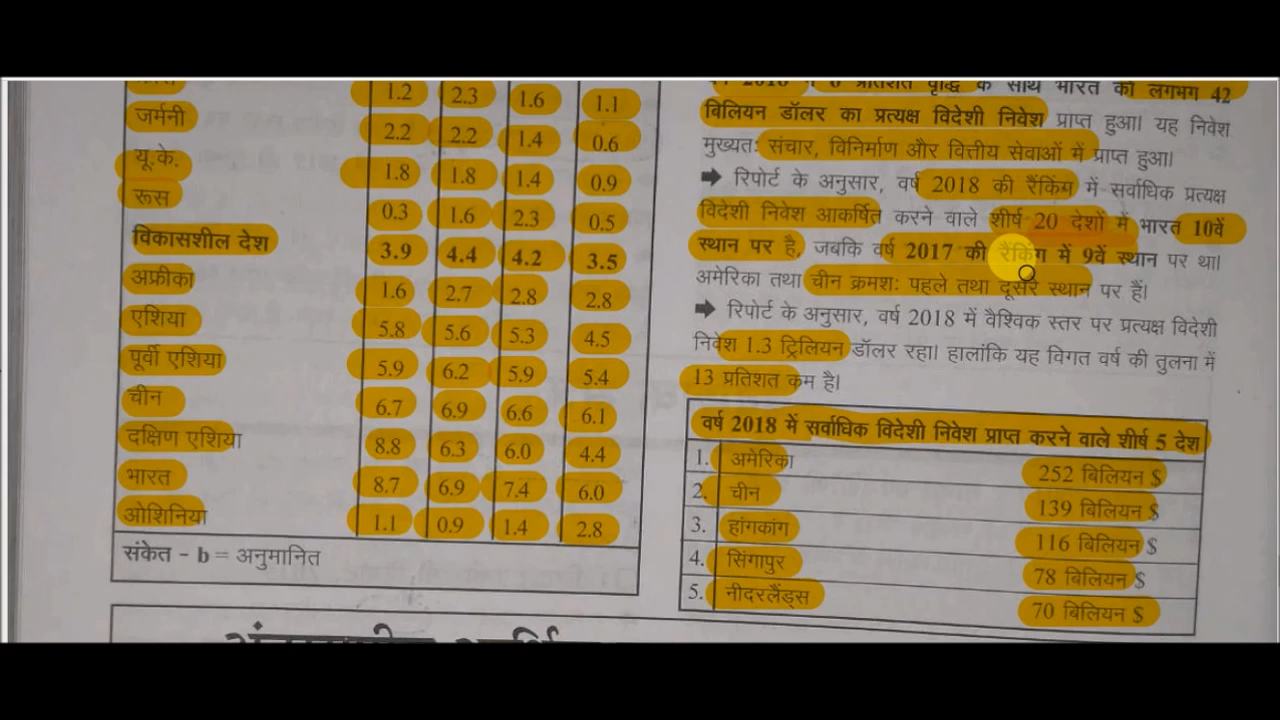 1.2 2.3 1.6 1.1
जर्मनी 2.2 2.2 1.4 0.6
यू.के. 1.8 1.8 1.4 0.9
रूस 0.3 1.6 2.3 0.5
विकासशील देश 3.9 4.4 4.2 3.5
अफ्रीका 1.6 2.7 2.8 2.8
एशिया 5.8 5.6 5.3 4.5
पूर्वी एशिया 5.9 6.2 5.9 5.4
चीन 6.7 6.9 6.6 6.1
दक्षिण एशिया 8.8 6.3 6.0 4.4
भारत 8.7 6.9 7.4 6.0
ओशिनिया 1.1 0.9 1.4 2.8
संकेत - b = अनुमानित
प्रतिशत वृद्धि के साथ भारत को लगभग 42
बिलियन डॉलर का प्रत्यक्ष विदेशी निवेश प्राप्त हुआ। यह निवेश
मुख्यतः संचार, विनिर्माण और वित्तीय सेवाओं में प्राप्त हुआ।
➡ रिपोर्ट के अनुसार, वर्ष 2018 की रैंकिंग में सर्वाधिक प्रत्यक्ष
विदेशी निवेश आकर्षित करने वाले शीर्ष 20 देशों में भारत 10वें
स्थान पर है, जबकि वर्ष 2017 की रैंकिंग में 9वें स्थान पर था।
अमेरिका तथा चीन क्रमशः पहले तथा दूसरे स्थान पर हैं।
➡ रिपोर्ट के अनुसार, वर्ष 2018 में वैश्विक स्तर पर प्रत्यक्ष विदेशी
निवेश 1.3 ट्रिलियन डॉलर रहा। हालांकि यह विगत वर्ष की तुलना में
13 प्रतिशत कम है।
वर्ष 2018 में सर्वाधिक विदेशी निवेश प्राप्त करने वाले शीर्ष 5 देश
1. अमेरिका 252 बिलियन $
2. चीन 139 बिलियन $
3. हांगकांग 116 बिलियन $
4. सिंगापुर 78 बिलियन $
5. नीदरलैंड्स 70 बिलियन $